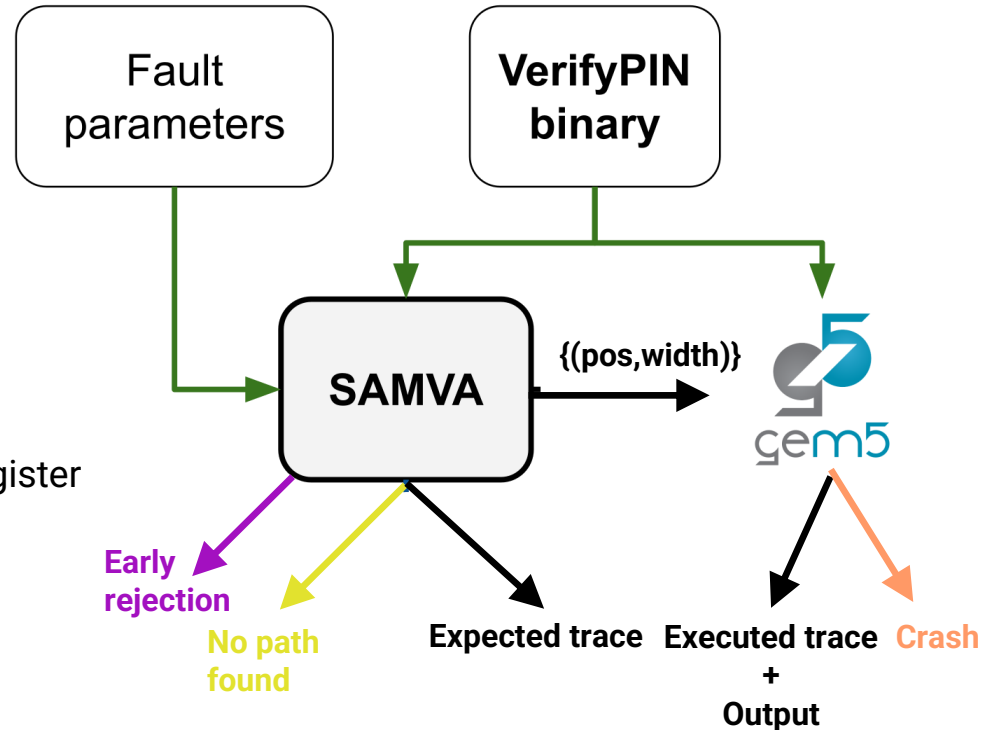 Fault
parameters
VerifyPIN
binary
SAMVA
{(pos,width)}
gem5
gister
Early
rejection
No path
found
Expected trace
Executed trace
+
Output
Crash